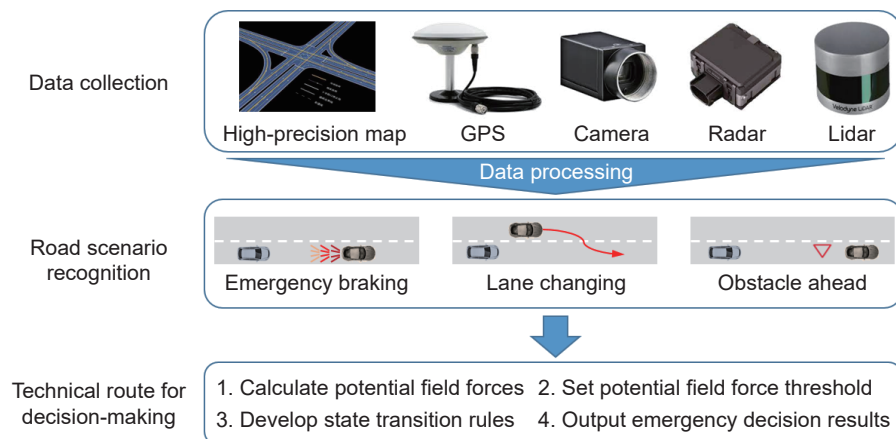 Data collection
High-precision map
GPS
Camera
Radar
Velodyne LiDAR
Lidar
Data processing
Road scenario
recognition
Emergency braking
Lane changing
Obstacle ahead
Technical route for
decision-making
1. Calculate potential field forces
2. Set potential field force threshold
3. Develop state transition rules
4. Output emergency decision results